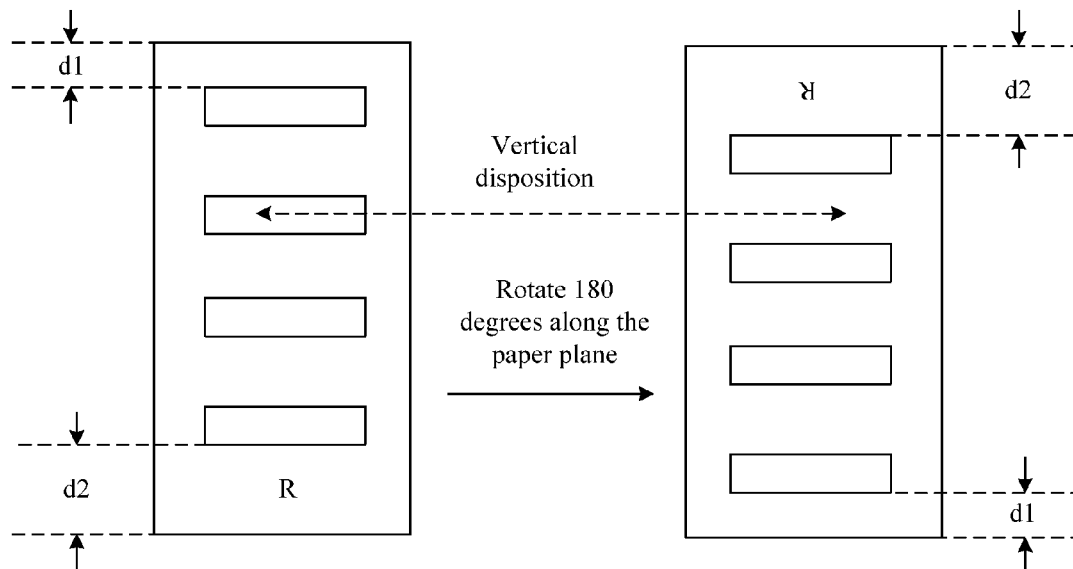 d1
d2
R
Vertical
disposition
Rotate 180
degrees along the
paper plane
R
d2
d1